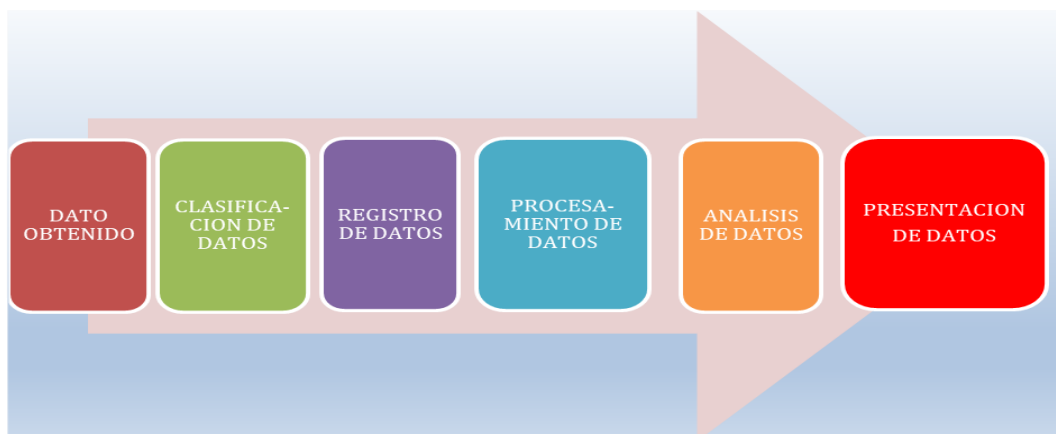 DATO
OBTENIDO
CLASIFICA-
CION DE
DATOS
REGISTRO
DE DATOS
PROCESA-
MIENTO DE
DATOS
ANALISIS
DE DATOS
PRESENTACION
DE DATOS